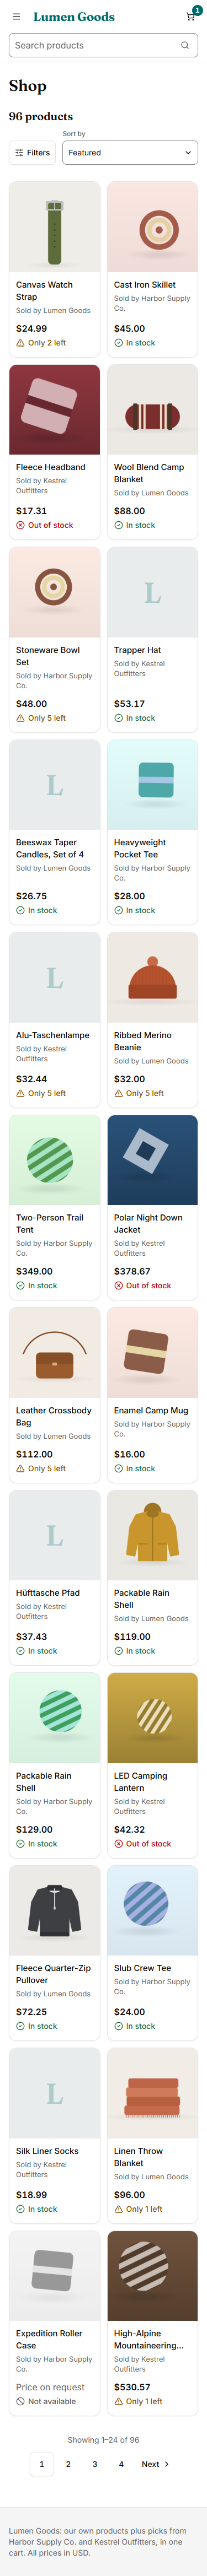 Lumen Goods
1
Search products
Shop
96 products
Sort by
Filters
Featured
Canvas Watch
Strap
Sold by Lumen Goods
$24.99
Only 2 left
Cast Iron Skillet
Sold by Harbor Supply
Co.
$45.00
In stock
Fleece Headband
Sold by Kestrel
Outfitters
$17.31
Out of stock
Wool Blend Camp
Blanket
Sold by Lumen Goods
$88.00
In stock
Stoneware Bowl
Set
Sold by Harbor Supply
Co.
$48.00
Only 5 left
L
Trapper Hat
Sold by Kestrel
Outfitters
$53.17
In stock
L
Beeswax Taper
Candles, Set of 4
Sold by Lumen Goods
$26.75
In stock
Heavyweight
Pocket Tee
Sold by Harbor Supply
Co.
$28.00
In stock
L
Alu-Taschenlampe
Sold by Kestrel
Outfitters
$32.44
Only 5 left
Ribbed Merino
Beanie
Sold by Lumen Goods
$32.00
Only 5 left
Two-Person Trail
Tent
Sold by Harbor Supply
Co.
$349.00
In stock
Polar Night Down
Jacket
Sold by Kestrel
Outfitters
$378.67
Out of stock
Leather Crossbody
Bag
Sold by Lumen Goods
$112.00
Only 5 left
Enamel Camp Mug
Sold by Harbor Supply
Co.
$16.00
In stock
L
Hüfttasche Pfad
Sold by Kestrel
Outfitters
$37.43
In stock
Packable Rain
Shell
Sold by Lumen Goods
$119.00
In stock
Packable Rain
Shell
Sold by Harbor Supply
Co.
$129.00
In stock
LED Camping
Lantern
Sold by Kestrel
Outfitters
$42.32
Out of stock
Fleece Quarter-Zip
Pullover
Sold by Lumen Goods
$72.25
In stock
Slub Crew Tee
Sold by Harbor Supply
Co.
$24.00
In stock
L
Silk Liner Socks
Sold by Kestrel
Outfitters
$18.99
In stock
Linen Throw
Blanket
Sold by Lumen Goods
$96.00
Only 1 left
Expedition Roller
Case
Sold by Harbor Supply
Co.
Price on request
Not available
High-Alpine
Mountaineering…
Sold by Kestrel
Outfitters
$530.57
Only 1 left
Showing 1–24 of 96
1 2 3 4 Next
Lumen Goods: our own products plus picks from
Harbor Supply Co. and Kestrel Outfitters, in one
cart. All prices in USD.